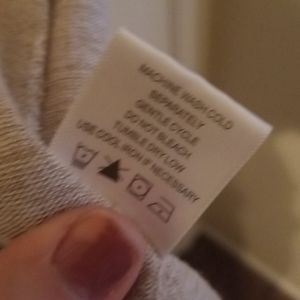 MACHINE WASH COLD
SEPARATELY
GENTLE CYCLE
DO NOT BLEACH
TUMBLE DRY LOW
USE COOL IRON IF NECESSARY